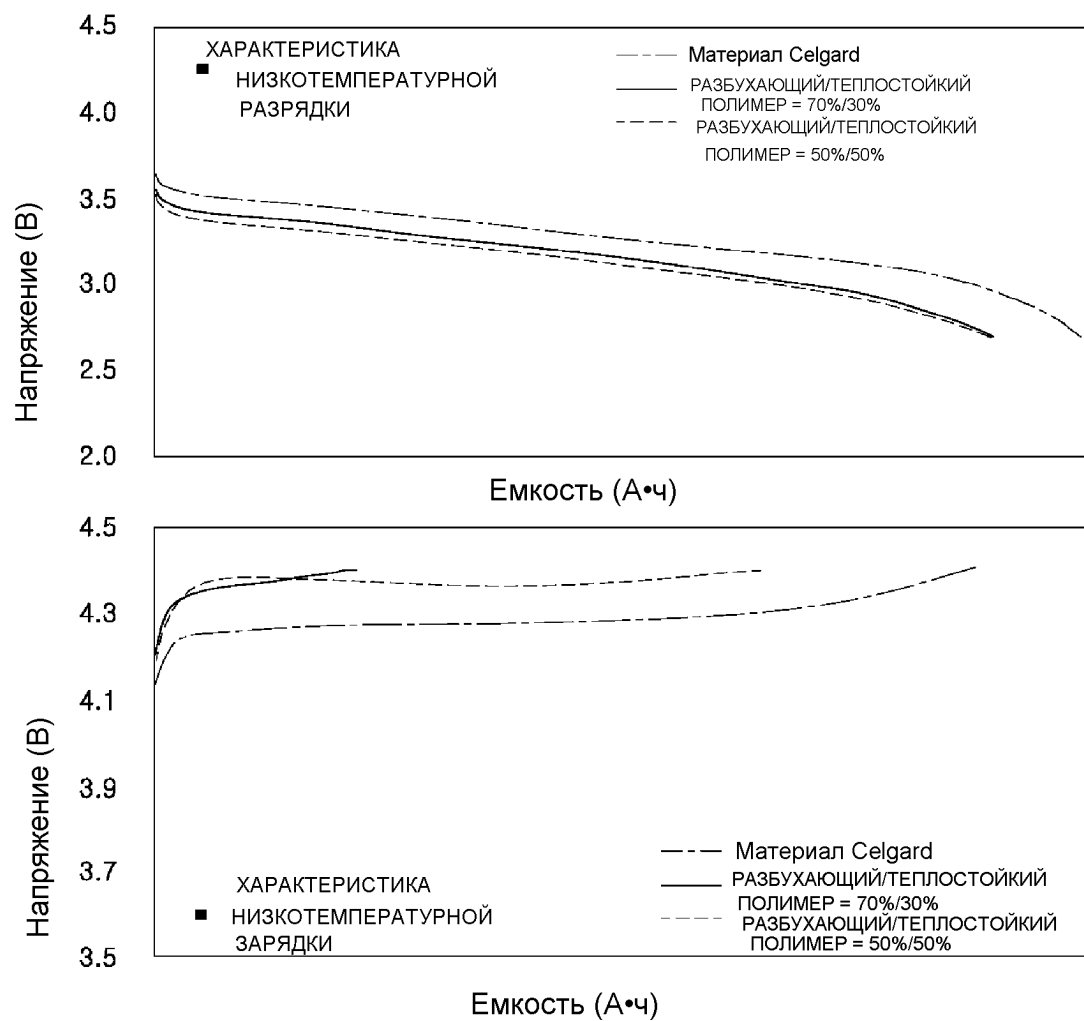 4.5
ХАРАКТЕРИСТИКА
НИЗКОТЕМПЕРАТУРНОЙ
РАЗРЯДКИ
Материал Celgard
РАЗБУХАЮЩИЙ/ТЕПЛОСТОЙКИЙ
ПОЛИМЕР = 70%/30%
РАЗБУХАЮЩИЙ/ТЕПЛОСТОЙКИЙ
ПОЛИМЕР = 50%/50%
4.0
3.5
3.0
2.5
2.0
Напряжение (В)
Емкость (А•ч)
4.5
4.3
4.1
3.9
3.7
3.5
Напряжение (В)
ХАРАКТЕРИСТИКА
НИЗКОТЕМПЕРАТУРНОЙ
ЗАРЯДКИ
Материал Celgard
РАЗБУХАЮЩИЙ/ТЕПЛОСТОЙКИЙ
ПОЛИМЕР = 70%/30%
РАЗБУХАЮЩИЙ/ТЕПЛОСТОЙКИЙ
ПОЛИМЕР = 50%/50%
Емкость (А•ч)